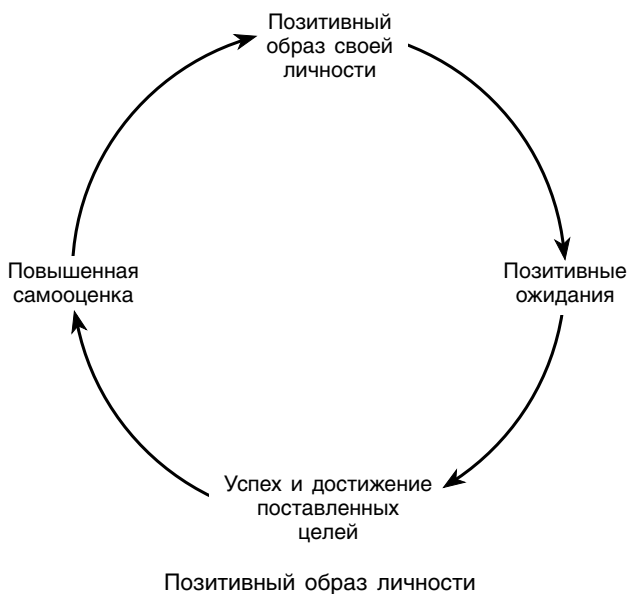 Позитивный
образ своей
личности
Повышенная
самооценка
Позитивные
ожидания
Успех и достижение
поставленных
целей
Позитивный образ личности